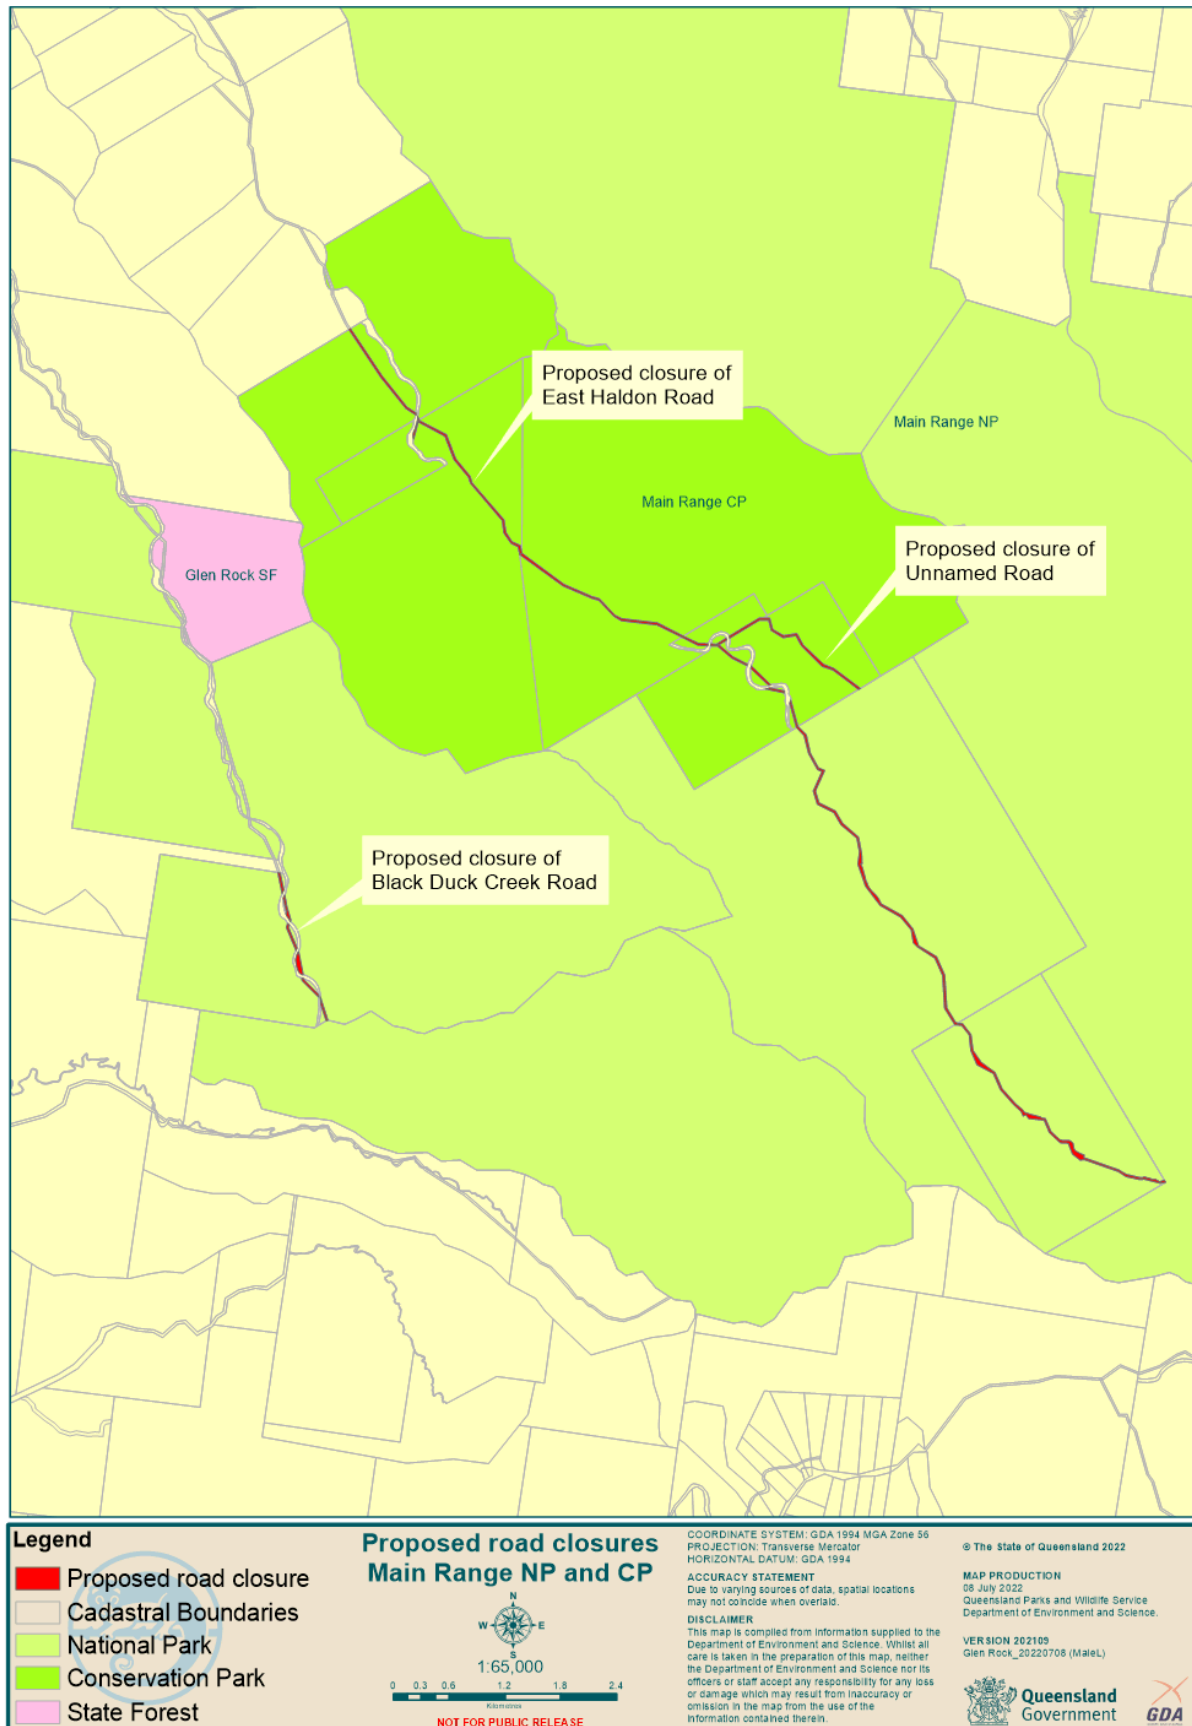 Proposed closure of
East Haldon Road
Main Range NP
Main Range CP
Proposed closure of
Unnamed Road
Glen Rock SF
Proposed closure of
Black Duck Creek Road
Legend
Proposed road closure
Cadastral Boundaries
National Park
Conservation Park
State Forest
Proposed road closures
Main Range NP and CP
N
W E
S
1:65,000
0 0.3 0.6 1.2 1.8 2.4
Kilometres
NOT FOR PUBLIC RELEASE
COORDINATE SYSTEM: GDA 1994 MGA Zone 56
PROJECTION: Transverse Mercator
HORIZONTAL DATUM: GDA 1994
ACCURACY STATEMENT
Due to varying sources of data, spatial locations
may not coincide when overlaid.
DISCLAIMER
This map is compiled from information supplied to the
Department of Environment and Science. Whilst all
care is taken in the preparation of this map, neither
the Department of Environment and Science nor its
officers or staff accept any responsibility for any loss
or damage which may result from inaccuracy or
omission in the map from the use of the
information contained therein.
© The State of Queensland 2022
MAP PRODUCTION
08 July 2022
Queensland Parks and Wildlife Service
Department of Environment and Science.
VERSION 202109
Glen Rock_20220708 (MaleL)
Queensland
Government
GDA